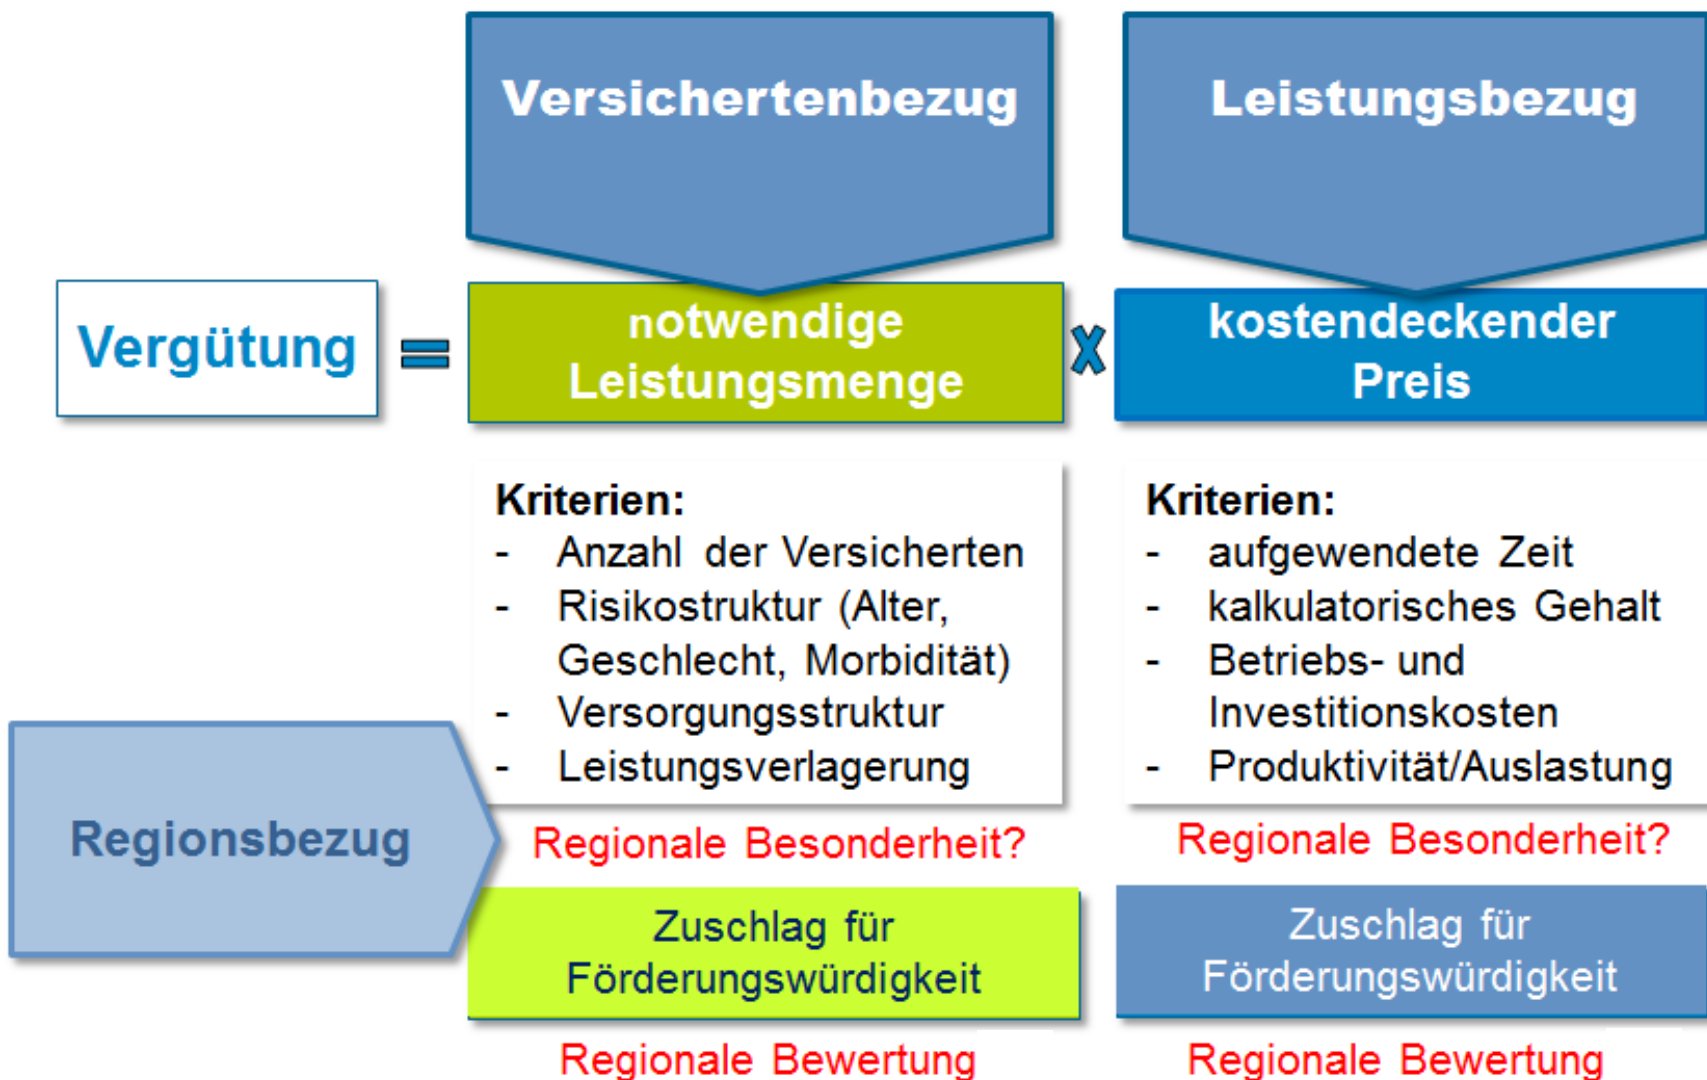 Versichertenbezug
Leistungsbezug
Vergütung
=
notwendige
Leistungsmenge
x
kostendeckender
Preis
Kriterien:
- Anzahl der Versicherten
- Risikostruktur (Alter,
Geschlecht, Morbidität)
- Versorgungsstruktur
- Leistungsverlagerung
Kriterien:
- aufgewendete Zeit
- kalkulatorisches Gehalt
- Betriebs- und
Investitionskosten
- Produktivität/Auslastung
Regionsbezug
Regionale Besonderheit?
Regionale Besonderheit?
Zuschlag für
Förderungswürdigkeit
Zuschlag für
Förderungswürdigkeit
Regionale Bewertung
Regionale Bewertung